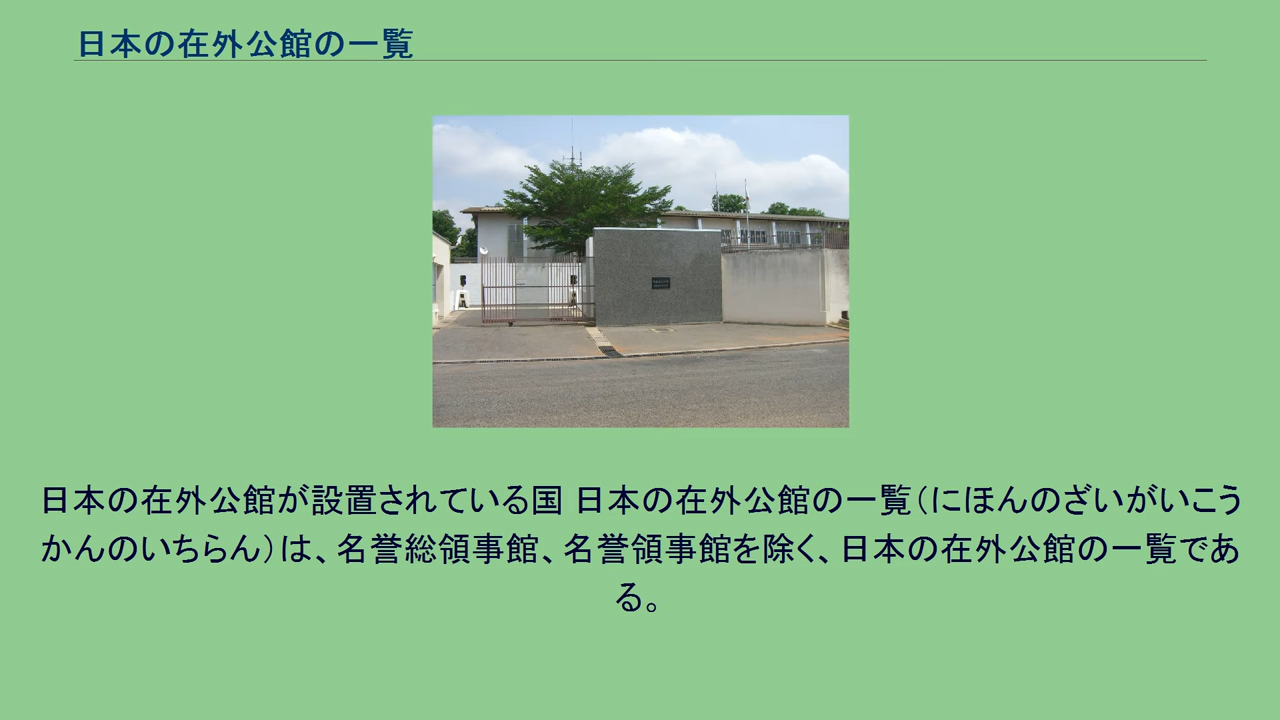 日本の在外公館の一覧
日本の在外公館が設置されている国 日本の在外公館の一覧（にほんのざいがいこう
かんのいちらん）は、名誉総領事館、名誉領事館を除く、日本の在外公館の一覧であ
る。